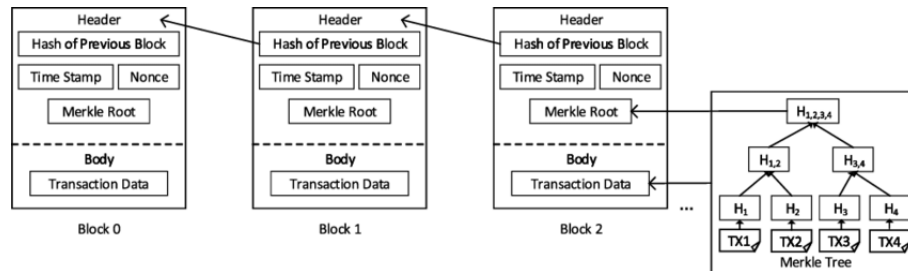 Header
Hash of Previous Block
Time Stamp
Nonce
Merkle Root
Body
Transaction Data
Block 0
Header
Hash of Previous Block
Time Stamp
Nonce
Merkle Root
Body
Transaction Data
Block 1
Header
Hash of Previous Block
Time Stamp
Nonce
Merkle Root
Body
Transaction Data
Block 2
...
H1,2,3,4
H1,2
H3,4
H1
H2
H3
H4
TX1
TX2
TX3
TX4
Merkle Tree